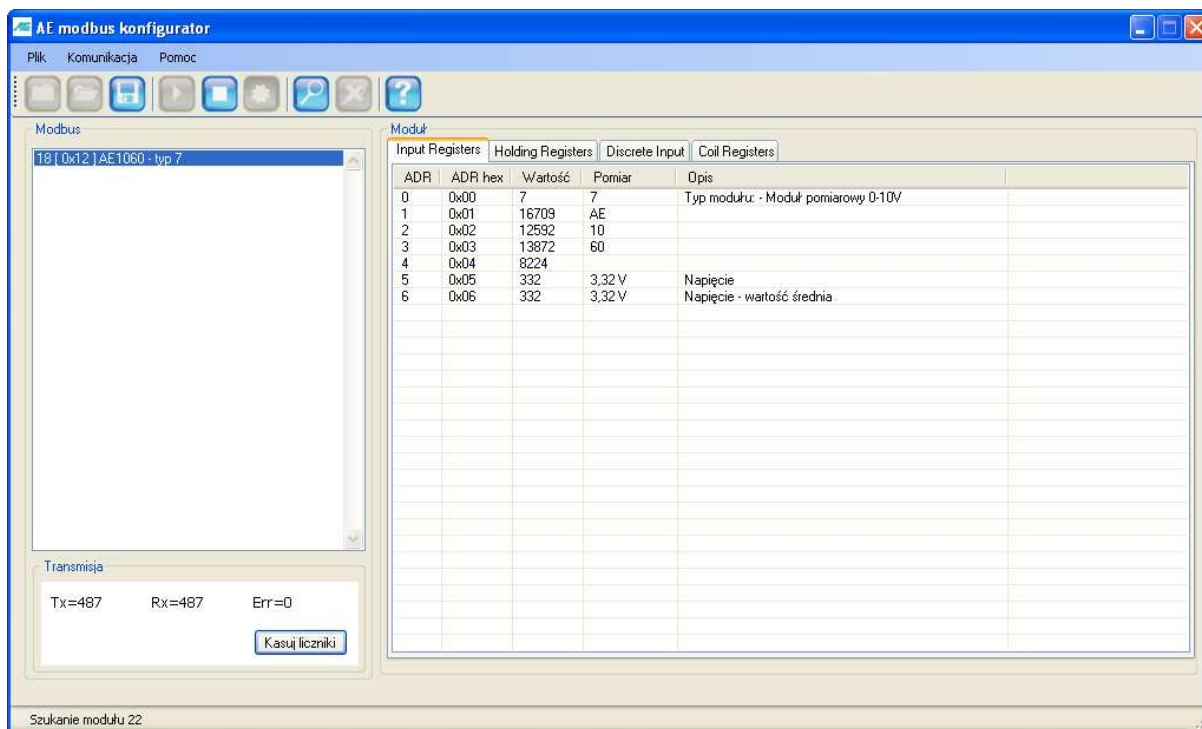 AE modbus konfigurator
Plik Komunikacja Pomoc
Modbus
18 [ 0x12 ] AE1060 - typ 7
Transmisja
Tx=487 Rx=487 Err=0
Kasuj liczniki
Moduł
Input Registers Holding Registers Discrete Input Coil Registers
ADR ADR hex Wartość Pomiar Opis
0 0x00 7 7 Typ modułu: - Moduł pomiarowy 0-10V
1 0x01 16709 AE
2 0x02 12592 10
3 0x03 13872 60
4 0x04 8224
5 0x05 332 3,32 V Napięcie
6 0x06 332 3,32 V Napięcie - wartość średnia
Szukanie modułu 22